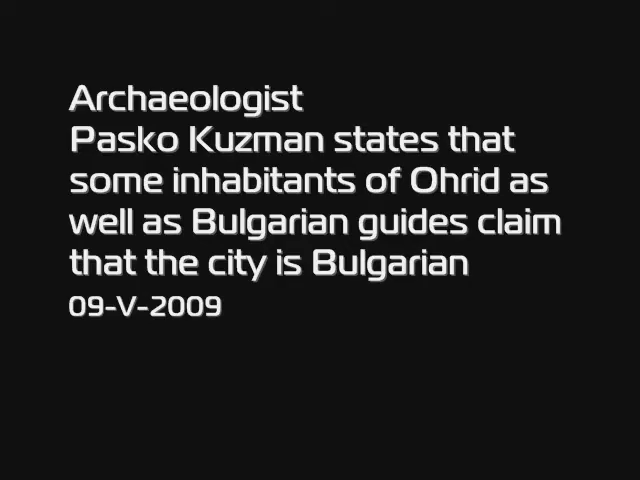 Archaeologist
Pasko Kuzman states that
some inhabitants of Ohrid as
well as Bulgarian guides claim
that the city is Bulgarian
09-V-2009